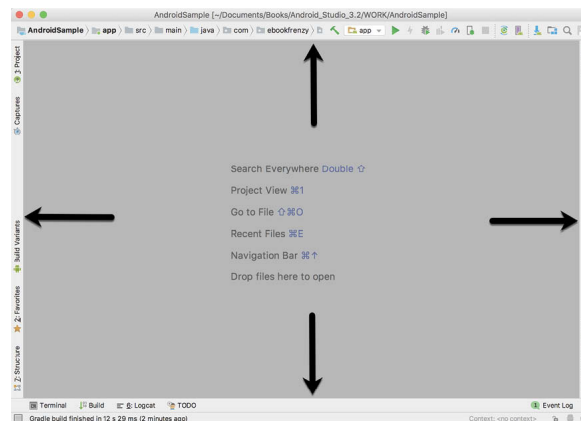 AndroidSample [~/Documents/Books/Android_Studio_3.2/WORK/AndroidSample]
AndroidSample app src main java com ebookfrenzy app
1: Project
Captures
Build Variants
2: Favorites
7: Structure
Search Everywhere Double ⇧
Project View ⌘1
Go to File ⇧⌘O
Recent Files ⌘E
Navigation Bar ⌘↑
Drop files here to open
Terminal Build 6: Logcat TODO 1 Event Log
Gradle build finished in 12 s 29 ms (2 minutes ago) Context: <no context>